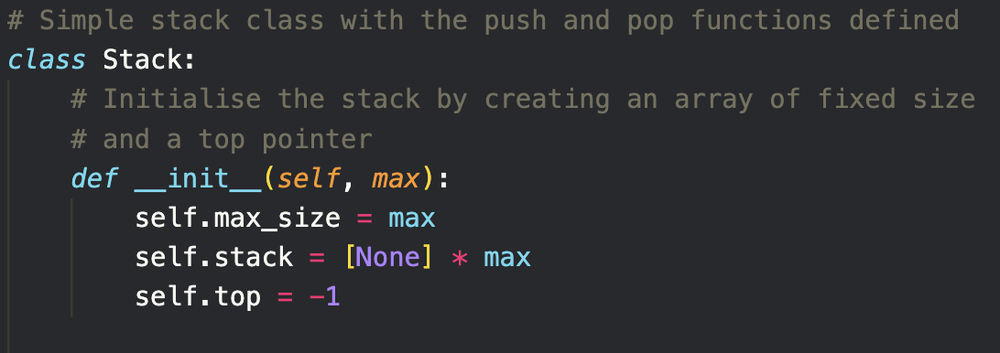 # Simple stack class with the push and pop functions defined
class Stack:
    # Initialise the stack by creating an array of fixed size
    # and a top pointer
    def __init__(self, max):
        self.max_size = max
        self.stack = [None] * max
        self.top = -1